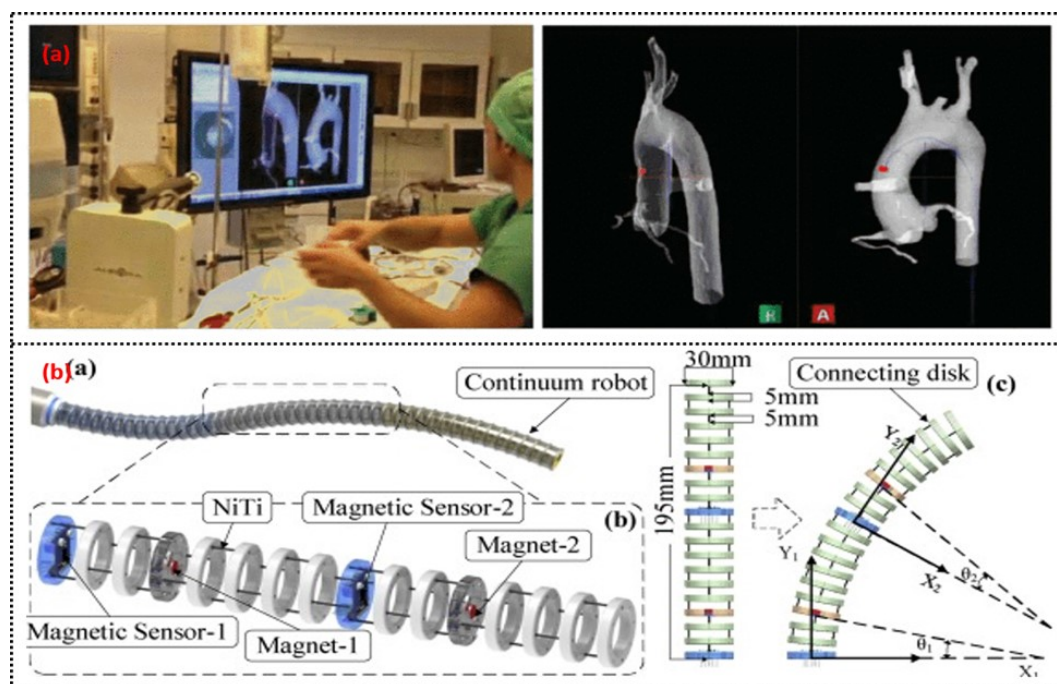 (a)
R
A
(b)
(a)
Continuum robot
NiTi
Magnetic Sensor-2
(b)
Magnet-2
Magnetic Sensor-1
Magnet-1
30mm
Connecting disk
(c)
5mm
5mm
195mm
Y₁
Y₂
X₂
θ₂
θ₁
X₁